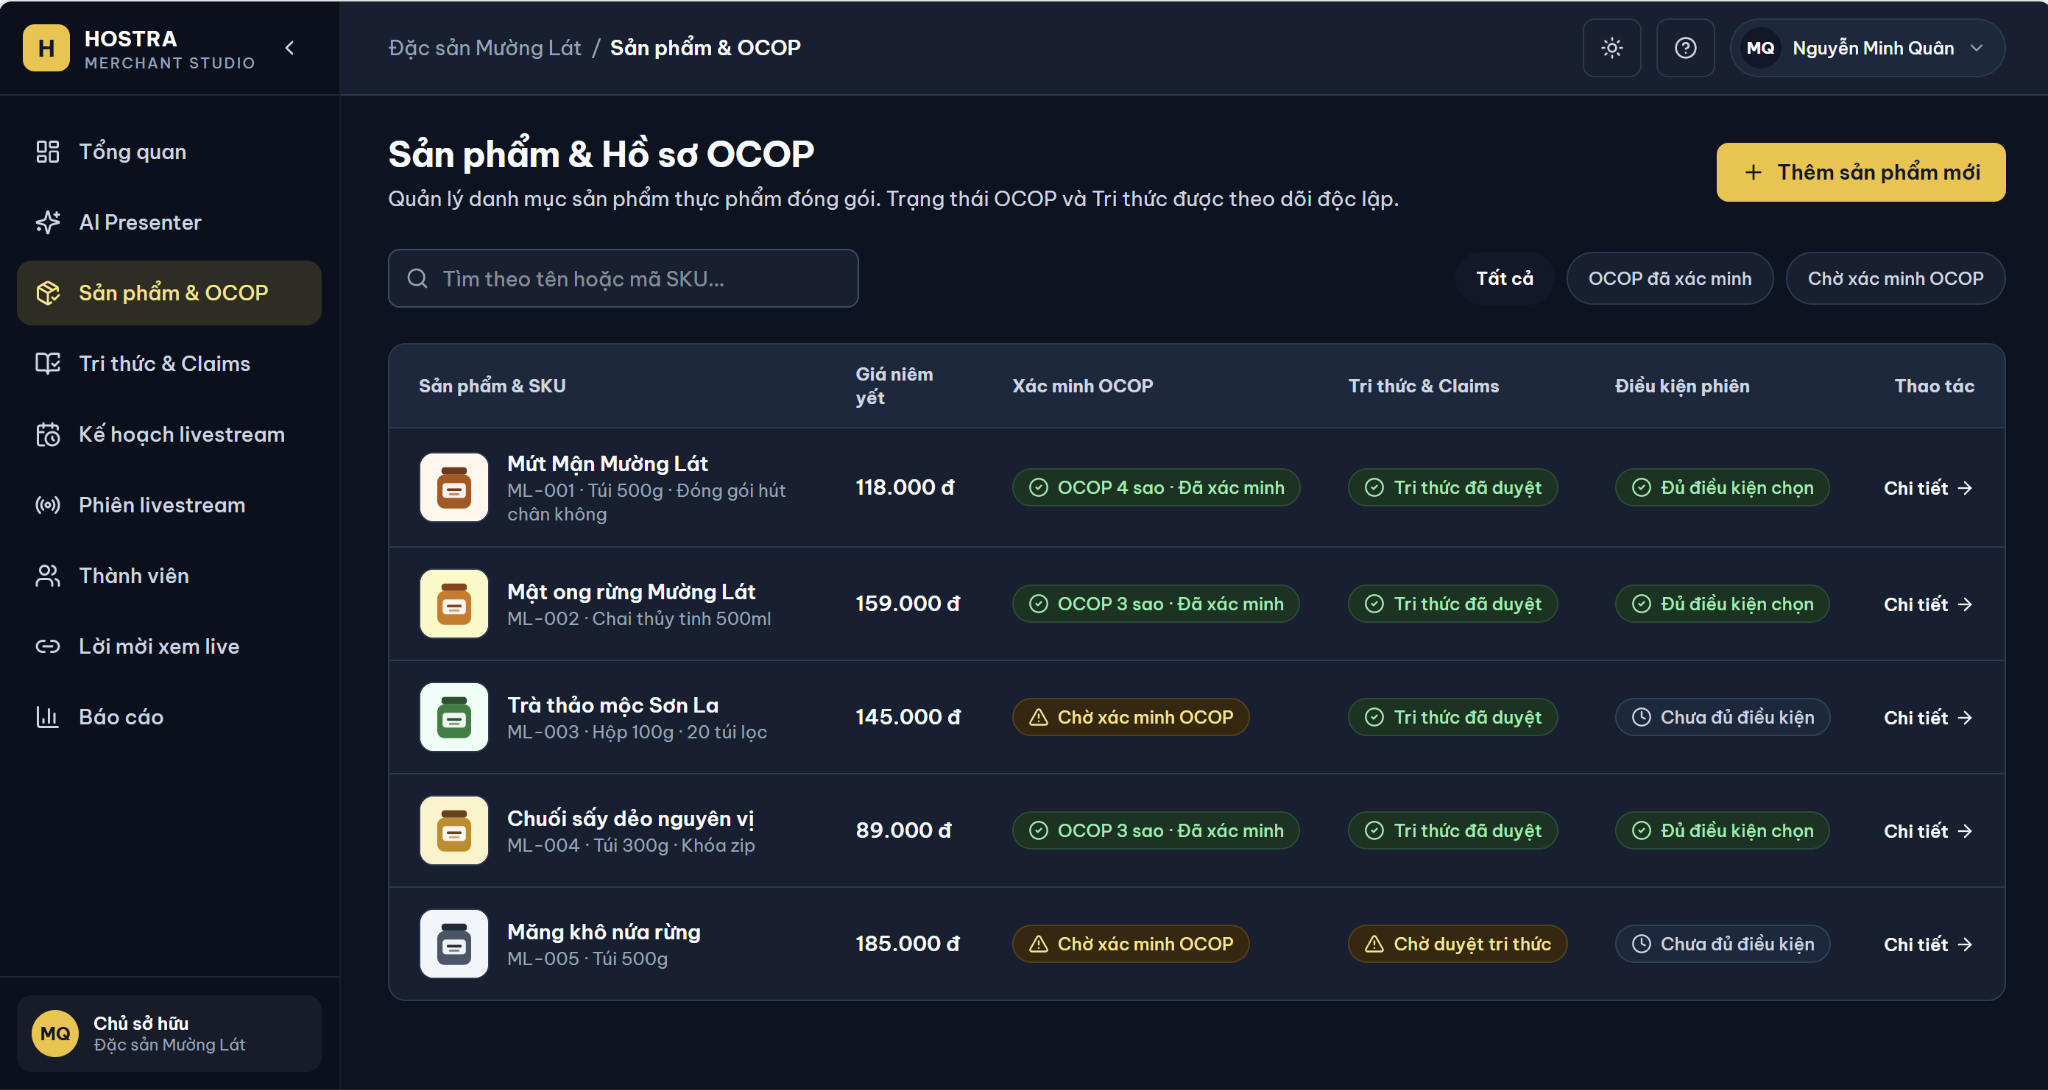 H
HOSTRA
MERCHANT STUDIO
Đặc sản Mường Lát / Sản phẩm & OCOP
MQ Nguyễn Minh Quân
Tổng quan
AI Presenter
Sản phẩm & OCOP
Tri thức & Claims
Kế hoạch livestream
Phiên livestream
Thành viên
Lời mời xem live
Báo cáo
MQ
Chủ sở hữu
Đặc sản Mường Lát
Sản phẩm & Hồ sơ OCOP
Quản lý danh mục sản phẩm thực phẩm đóng gói. Trạng thái OCOP và Tri thức được theo dõi độc lập.
+ Thêm sản phẩm mới
Tìm theo tên hoặc mã SKU...
Tất cả
OCOP đã xác minh
Chờ xác minh OCOP
Sản phẩm & SKU
Giá niêm
yết
Xác minh OCOP
Tri thức & Claims
Điều kiện phiên
Thao tác
Mứt Mận Mường Lát
ML-001 · Túi 500g · Đóng gói hút
chân không
118.000 đ
OCOP 4 sao · Đã xác minh
Tri thức đã duyệt
Đủ điều kiện chọn
Chi tiết →
Mật ong rừng Mường Lát
ML-002 · Chai thủy tinh 500ml
159.000 đ
OCOP 3 sao · Đã xác minh
Tri thức đã duyệt
Đủ điều kiện chọn
Chi tiết →
Trà thảo mộc Sơn La
ML-003 · Hộp 100g · 20 túi lọc
145.000 đ
Chờ xác minh OCOP
Tri thức đã duyệt
Chưa đủ điều kiện
Chi tiết →
Chuối sấy dẻo nguyên vị
ML-004 · Túi 300g · Khóa zip
89.000 đ
OCOP 3 sao · Đã xác minh
Tri thức đã duyệt
Đủ điều kiện chọn
Chi tiết →
Măng khô nứa rừng
ML-005 · Túi 500g
185.000 đ
Chờ xác minh OCOP
Chờ duyệt tri thức
Chưa đủ điều kiện
Chi tiết →